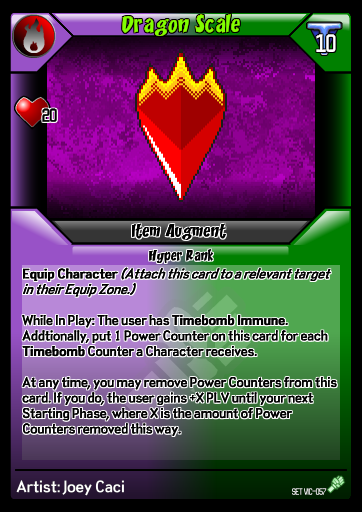 Dragon Scale
10
20
Item Augment
Hyper Rank
Equip Character (Attach this card to a relevant target
in their Equip Zone.)
While In Play: The user has Timebomb Immune.
Addtionally, put 1 Power Counter on this card for each
Timebomb Counter a Character receives.
At any time, you may remove Power Counters from this
card. If you do, the user gains +X PLV until your next
Starting Phase, where X is the amount of Power
Counters removed this way.
Artist: Joey Caci
SET VIC-057